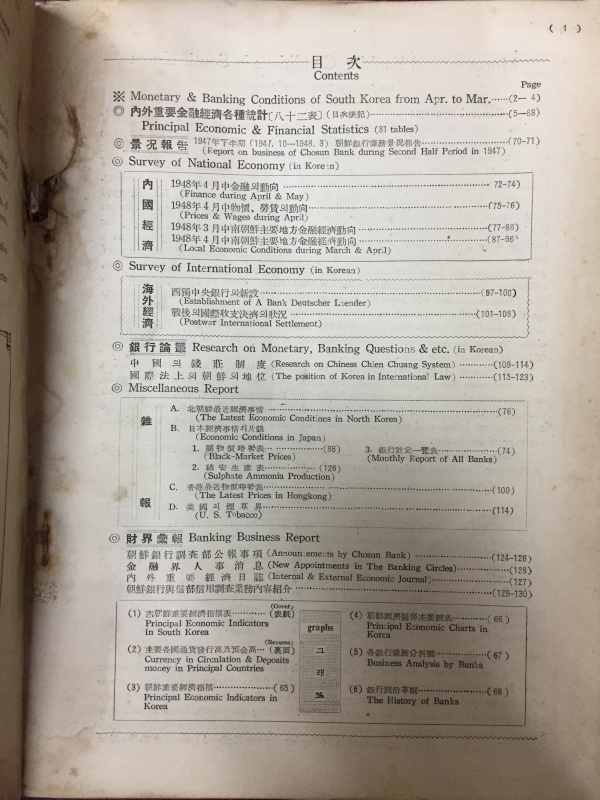 ( 1 )
目 次
Contents
Page
※ Monetary & Banking Conditions of South Korea from Apr. to Mar.……(2— 4)
◎ 內外重要金融經濟各種統計〔八十二表〕(目次後記)……(5—68)
Principal Economic & Financial Statistics (81 tables)
◎ 景況報告 1947年下半期 (1947. 10—1948. 3) 朝鮮銀行業務景況報告……(70-71)
(Report on business of Chosun Bank during Second Half Period in 1947)
◎ Survey of National Economy (in Korean)
內國經濟
1948年4月中金融의動向……72-74)
(Finance during April & May)
1948年4月中物價、勞賃의動向……(75-76)
(Prices & Wages during April)
1948年3月中南朝鮮主要地方金融經濟動向……(77-86)
1948年4月中南朝鮮主要地方金融經濟動向……(87-96)
(Local Economic Conditions during March & April)
◎ Survey of International Economy (in Korean)
海外經濟
西獨中央銀行의新設……(97-100)
(Establishment of A Bank Deutscher Laender)
戰後의國際收支決濟의狀況……(101-108)
(Postwar International Settlement)
◎ 銀行論叢 Research on Monetary, Banking Questions & etc. (in Korean)
中國의錢莊制度 (Research on Chinese Chien Chuang System)……(109-114)
國際法上의朝鮮의地位 (The position of Korea in International Law)……(115-123)
◎ Miscellaneous Report
雜報
A. 北朝鮮最近經濟事情……(76)
(The Latest Economic Conditions in North Korea)
B. 日本經濟事情의片貌
(Economic Conditions in Japan)
1. 闇物價時勢表…(86)
(Black-Market Prices)
3. 銀行計定一覽表……(74)
(Monthly Report of All Banks)
2. 硫安生產表……(126)
(Sulphate Ammonia Production)
C. 香港最近物價時勢表……(100)
(The Latest Prices in Hongkong)
D. 美國의煙草界……(114)
(U. S. Tobacco)
◎ 財界彙報 Banking Business Report
朝鮮銀行調査部公報事項 (Announcements by Chosun Bank)……(124-126)
金融界人事消息 (New Appointments in The Banking Circles)……(128)
內外重要經濟日誌 (Internal & External Economic Journal)……(127)
朝鮮銀行與信部信用調査業務內容紹介……(129-130)
graphs
그래프
(1) 南朝鮮重要經濟指標表……(Cover)(表紙)
Principal Economic Indicators
in South Korea
(2) 主要各國通貨發行高及預金高…(Reverse)(裏面)
Currency in Circulation & Deposits
money in Principal Countries
(3) 朝鮮重要經濟指標……(65)
Principal Economic Indicators in
Korea
(4) 朝鮮經濟關係主要圖表……(66)
Principal Economic Charts in
Korca
(5) 各銀行業務分析圖……(67)
Business Analysis by Banks
(6) 銀行別沿革圖……(68)
The History of Banks